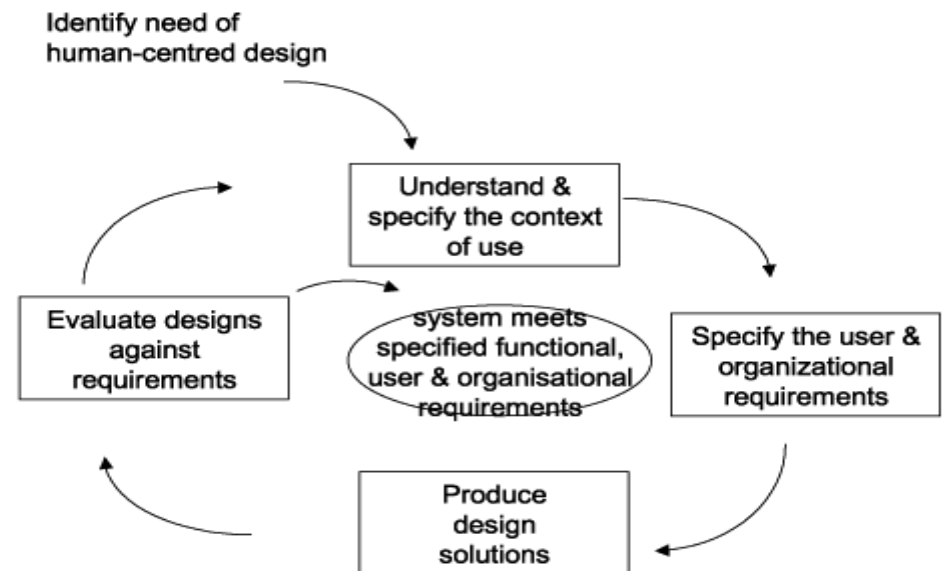 Identify need of
human-centred design
Understand &
specify the context
of use
Evaluate designs
against
requirements
system meets
specified functional,
user & organisational
requirements
Specify the user &
organizational
requirements
Produce
design
solutions